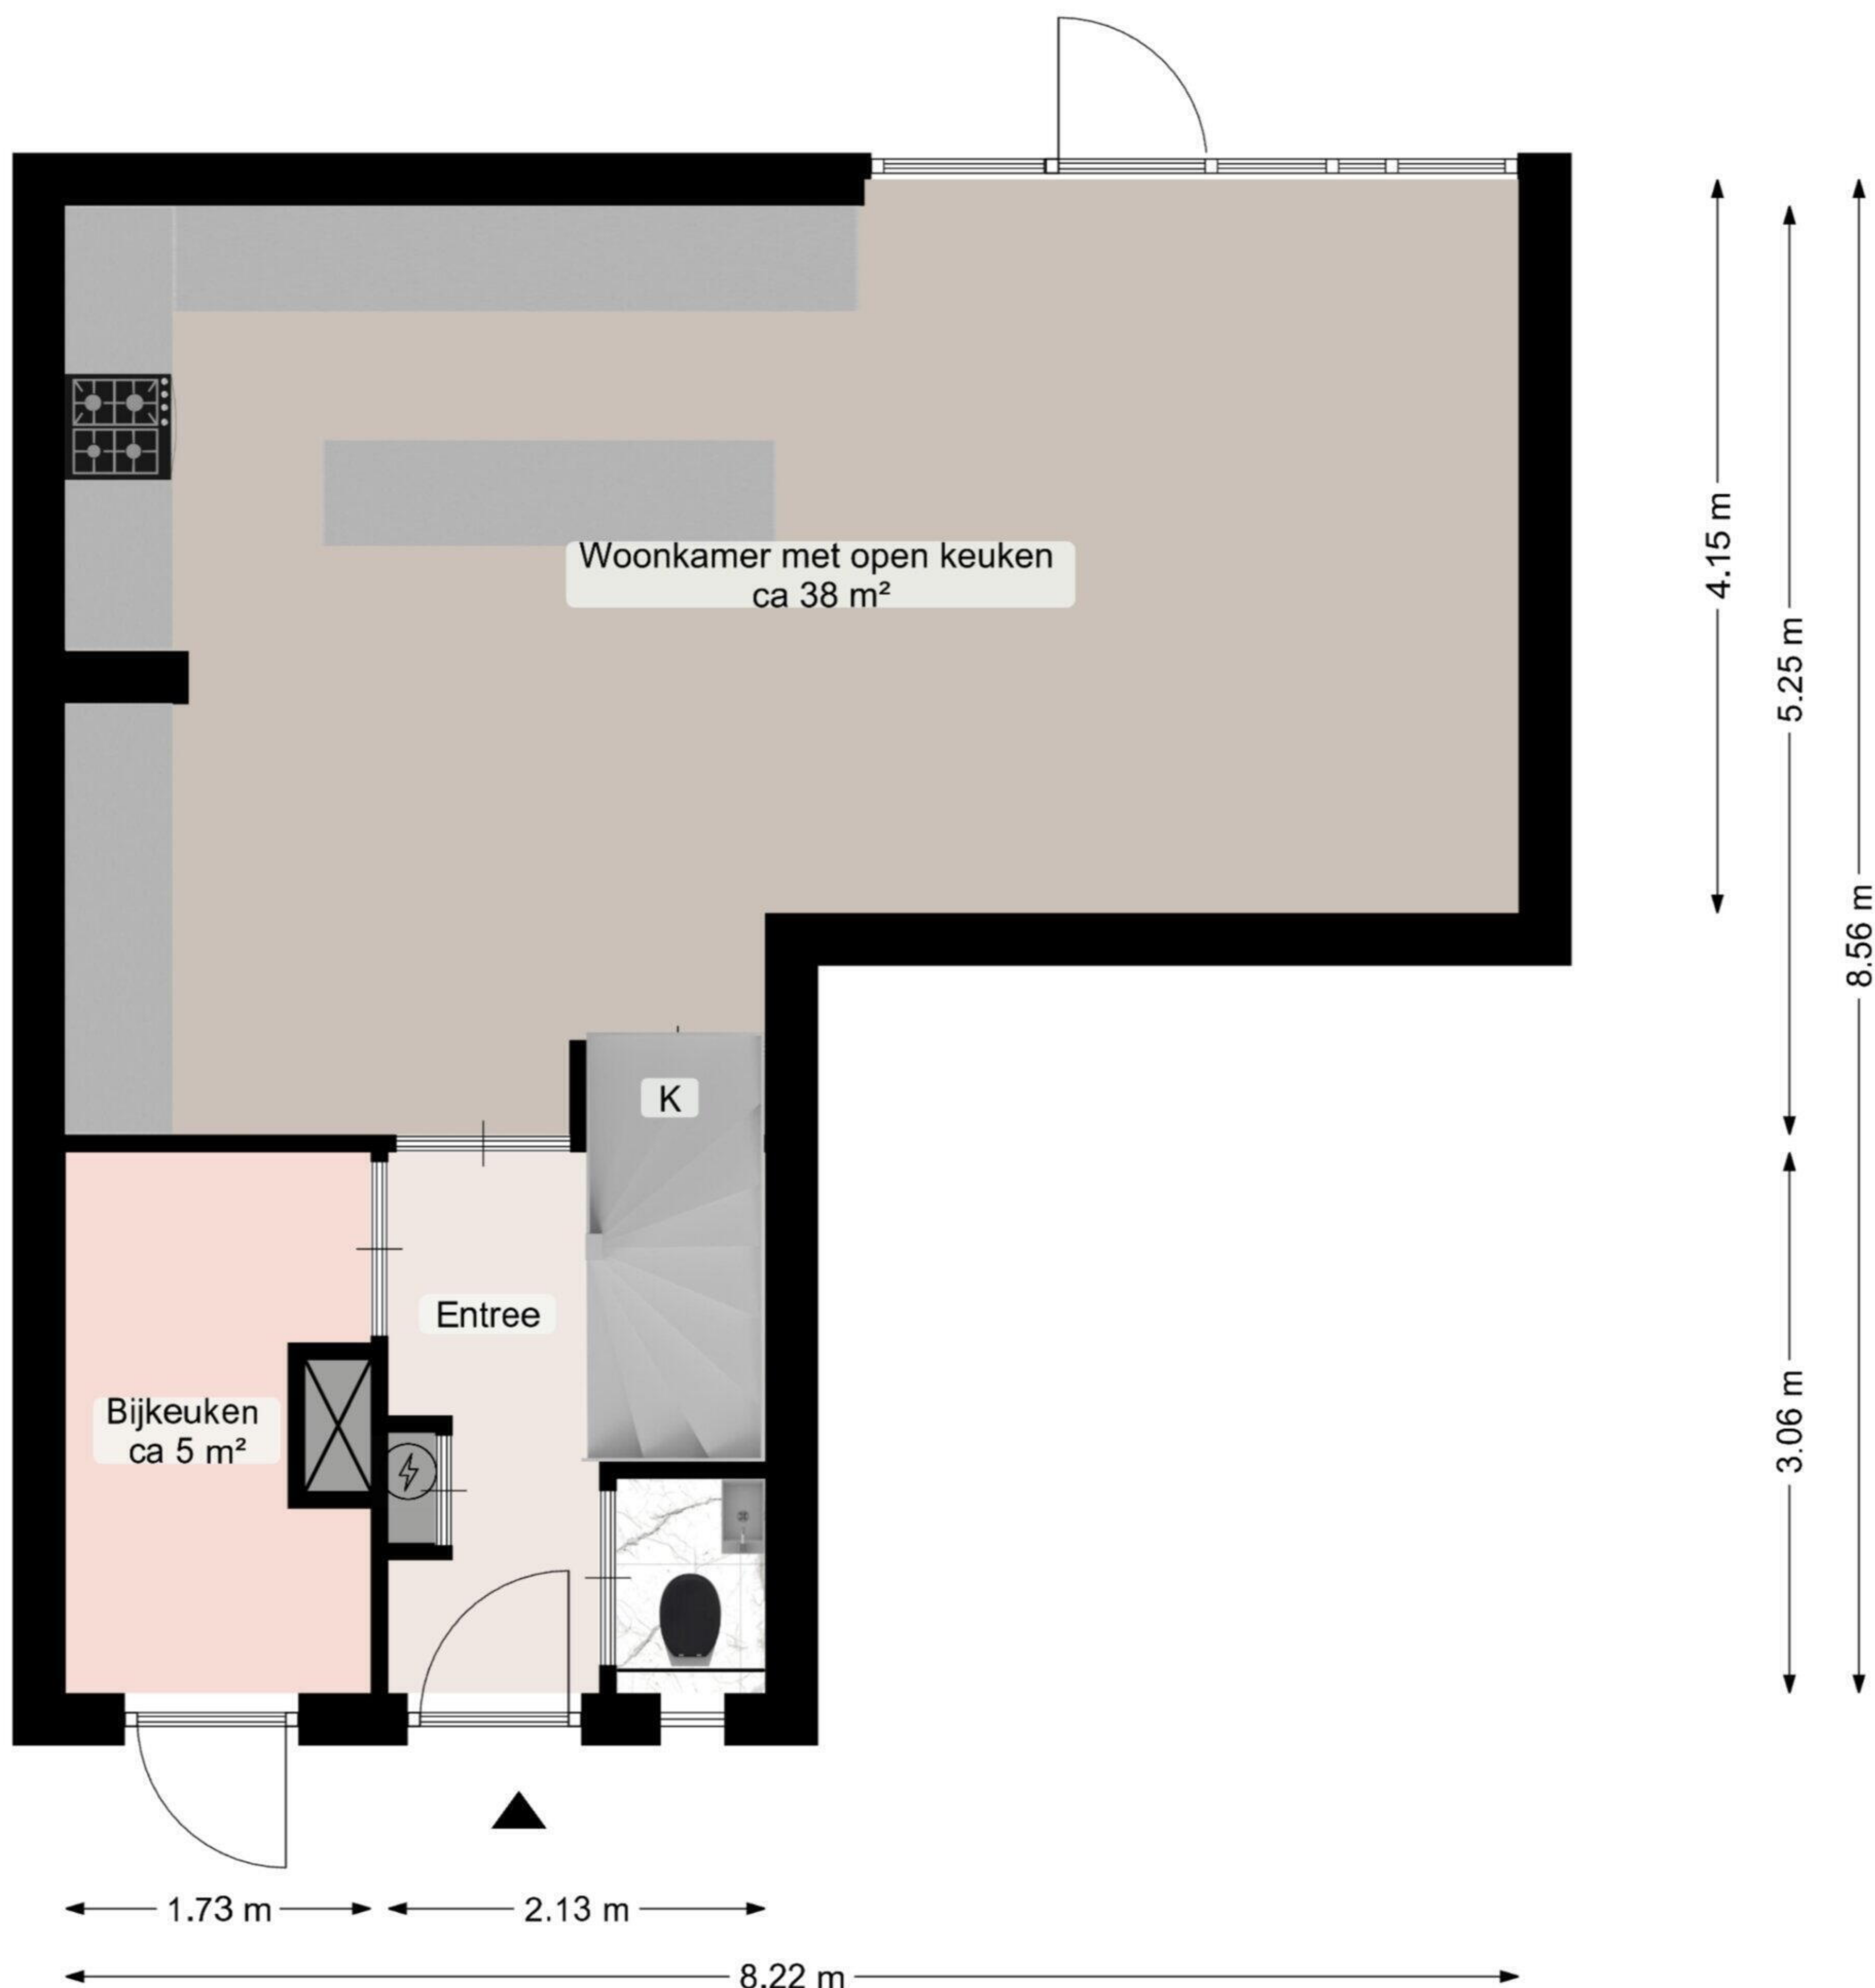 Woonkamer met open keuken
ca 38 m²
4.15 m
5.25 m
8.56 m
K
Entree
Bijkeuken
ca 5 m²
3.06 m
1.73 m
2.13 m
8.22 m